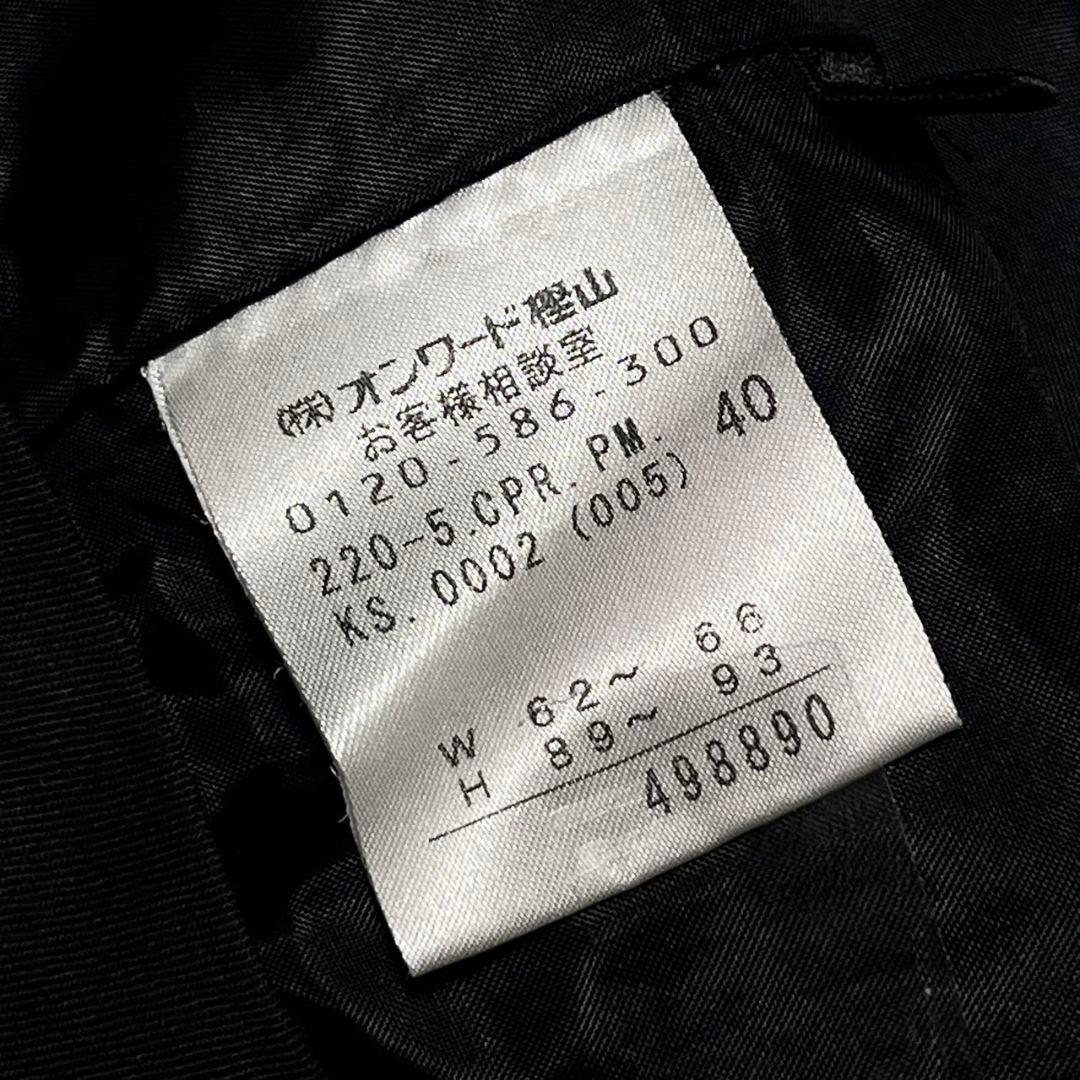 (株)オンワード樫山
お客様相談室
0120-586-300
220-5.CPR.PM. 40
KS.0002(005)
W 62〜 66
H 89〜 93
498890